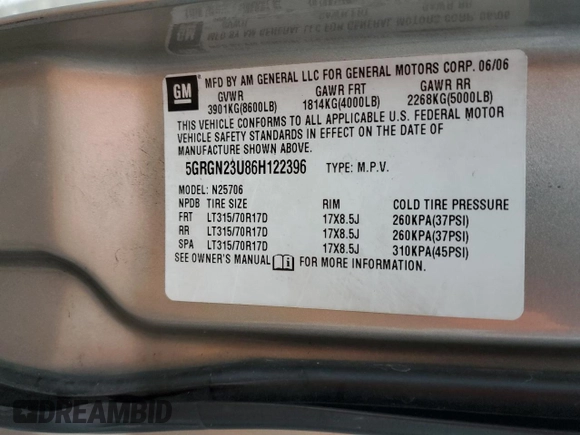 GM
MFD BY AM GENERAL LLC FOR GENERAL MOTORS CORP. 06/06
GVWR GAWR FRT GAWR RR
3901KG(8600LB) 1814KG(4000LB) 2268KG(5000LB)
THIS VEHICLE CONFORMS TO ALL APPLICABLE U.S. FEDERAL MOTOR
VEHICLE SAFETY STANDARDS IN EFFECT ON THE DATE OF
MANUFACTURE SHOWN ABOVE.
5GRGN23U86H122396 TYPE: M.P.V.
MODEL: N25706
NPDB TIRE SIZE RIM COLD TIRE PRESSURE
FRT LT315/70R17D 17X8.5J 260KPA(37PSI)
RR LT315/70R17D 17X8.5J 260KPA(37PSI)
SPA LT315/70R17D 17X8.5J 310KPA(45PSI)
SEE OWNER'S MANUAL FOR MORE INFORMATION.
DREAMBID